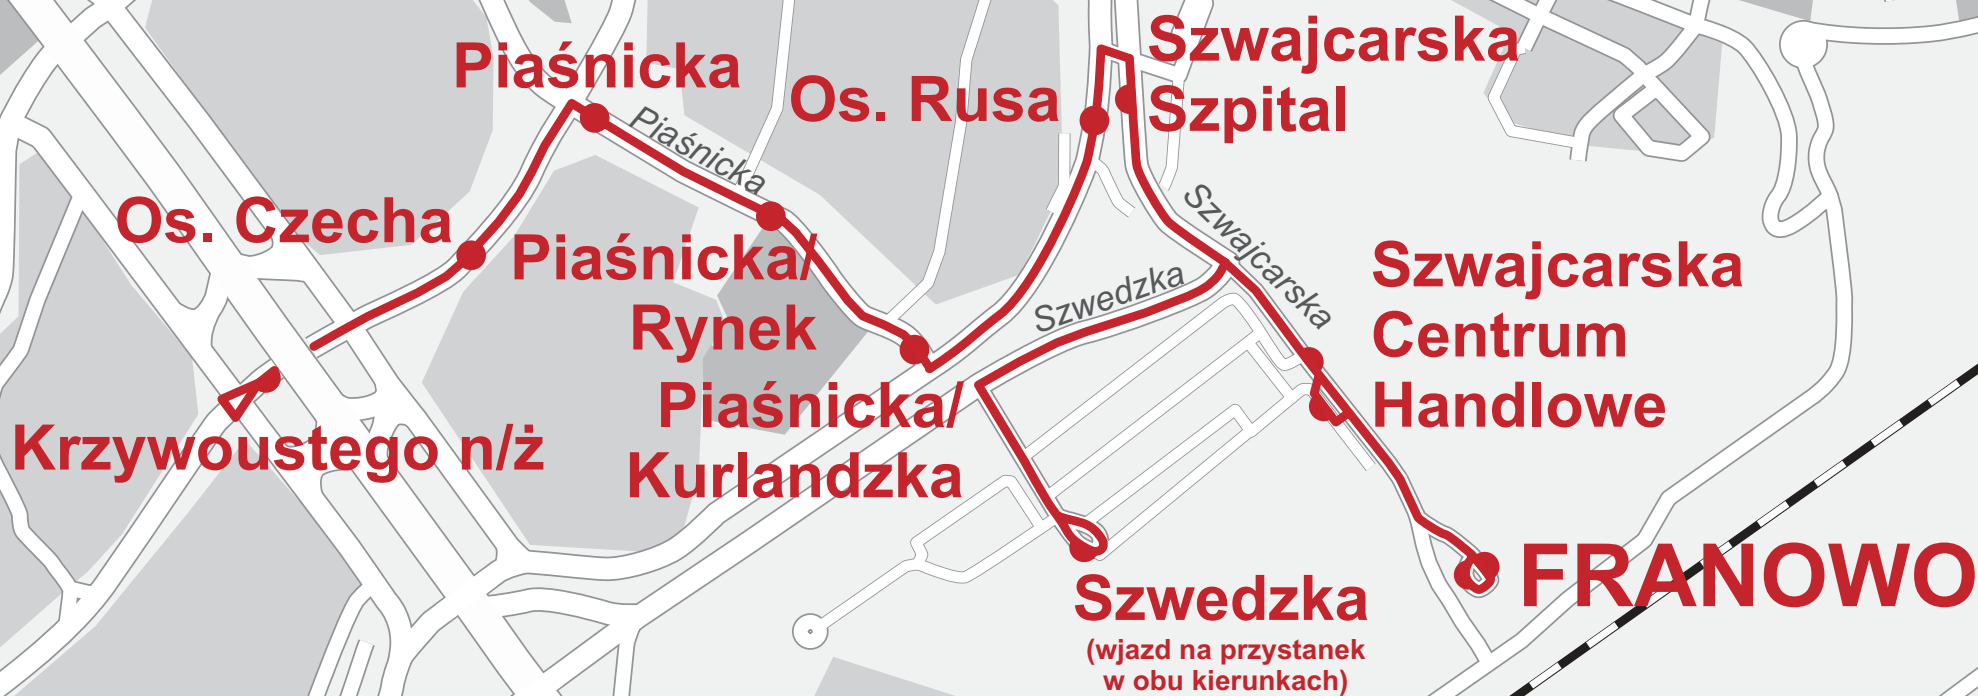 Piaśnicka
Piaśnicka
Os. Rusa
Szwajcarska
Szpital
Os. Czecha
Piaśnicka/
Rynek
Szwedzka
Szwajcarska
Szwajcarska
Centrum
Handlowe
Krzywoustego n/ż
Piaśnicka/
Kurlandzka
FRANOWO
Szwedzka
(wjazd na przystanek
w obu kierunkach)